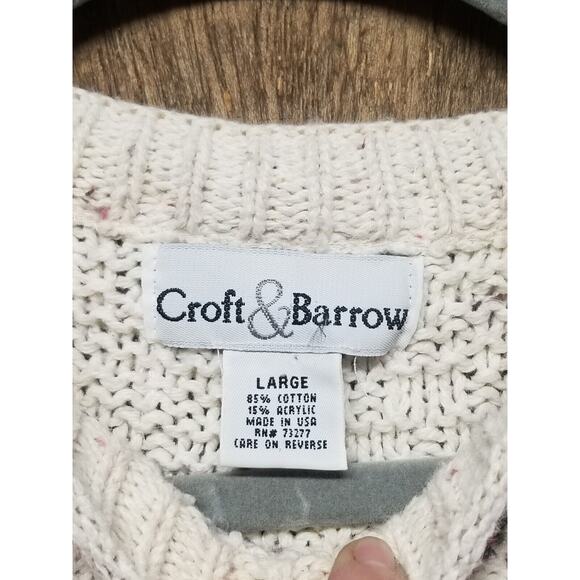 Croft & Barrow
LARGE
85% COTTON
15% ACRYLIC
MADE IN USA
RN# 73277
CARE ON REVERSE